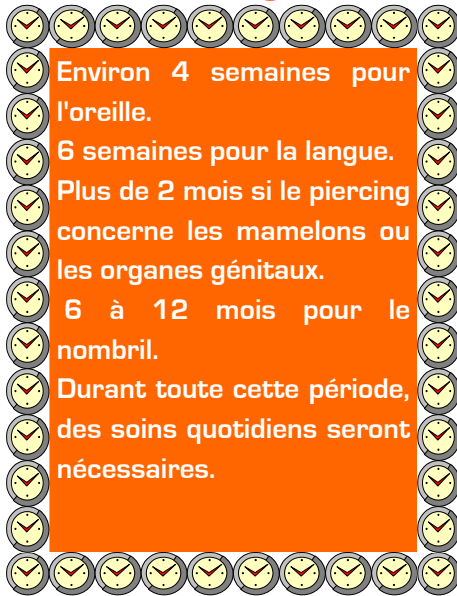 Environ 4 semaines pour
l'oreille.
6 semaines pour la langue.
Plus de 2 mois si le piercing
concerne les mamelons ou
les organes génitaux.
6 à 12 mois pour le
nombril.
Durant toute cette période,
des soins quotidiens seront
nécessaires.